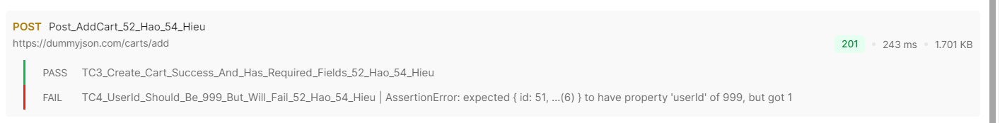 POST Post_AddCart_52_Hao_54_Hieu
https://dummyjson.com/carts/add
201 • 243 ms • 1.701 KB
PASS TC3_Create_Cart_Success_And_Has_Required_Fields_52_Hao_54_Hieu
FAIL TC4_UserId_Should_Be_999_But_Will_Fail_52_Hao_54_Hieu | AssertionError: expected { id: 51, …(6) } to have property 'userId' of 999, but got 1